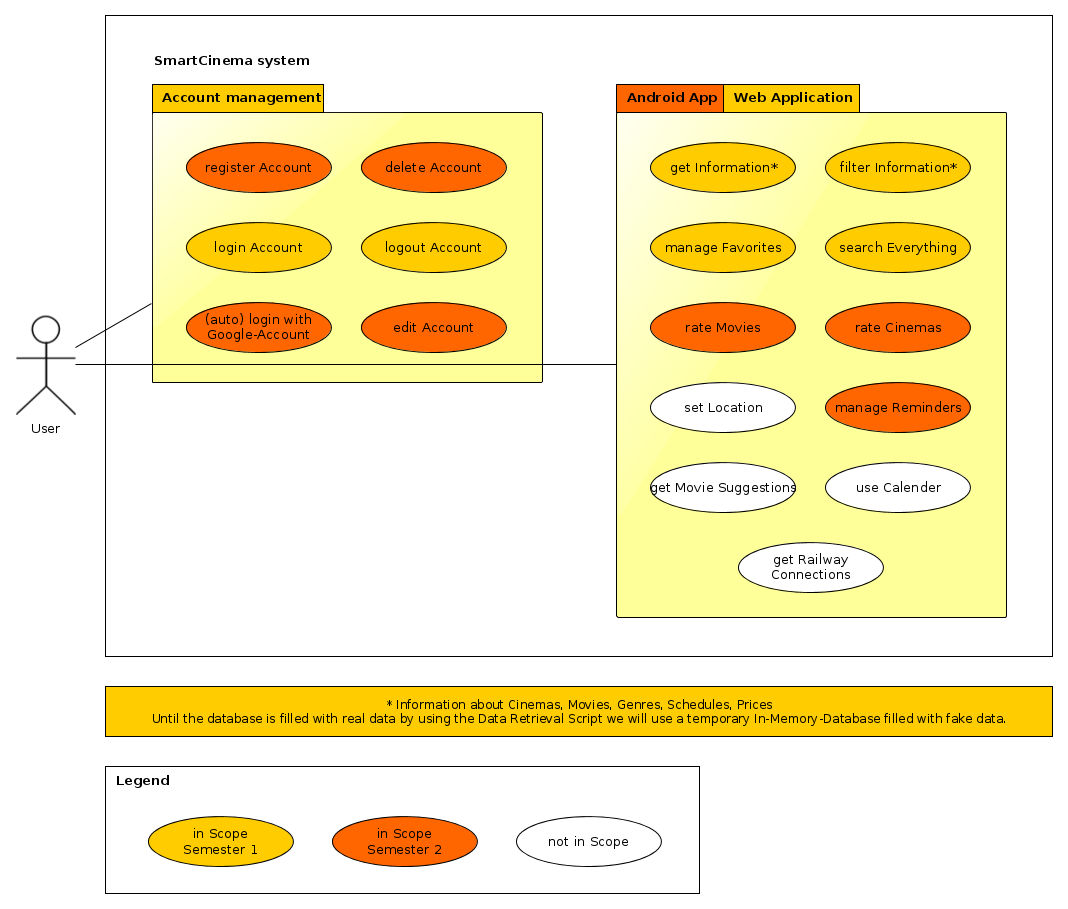 SmartCinema system
Account management
register Account
delete Account
login Account
logout Account
(auto) login with
Google-Account
edit Account
Android App
Web Application
get Information*
filter Information*
manage Favorites
search Everything
rate Movies
rate Cinemas
set Location
manage Reminders
get Movie Suggestions
use Calender
get Railway
Connections
User
* Information about Cinemas, Movies, Genres, Schedules, Prices
Until the database is filled with real data by using the Data Retrieval Script we will use a temporary In-Memory-Database filled with fake data.
Legend
in Scope
Semester 1
in Scope
Semester 2
not in Scope